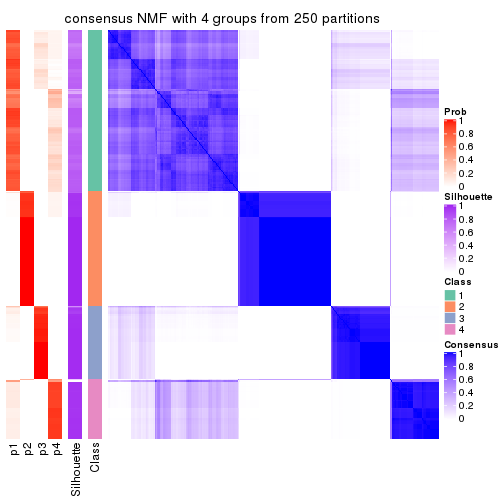 consensus NMF with 4 groups from 250 partitions
Prob
1
0.8
0.6
0.4
0.2
0
Silhouette
1
0.8
0.6
0.4
0.2
0
Class
1
2
3
4
Consensus
1
0.8
0.6
0.4
0.2
0
p1
p2
p3
p4
Silhouette
Class